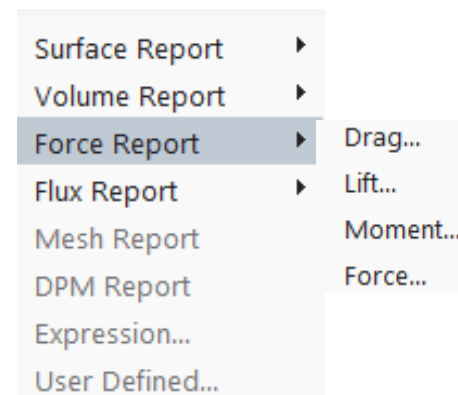 Surface Report
Volume Report
Force Report
Flux Report
Mesh Report
DPM Report
Expression...
User Defined...
Drag...
Lift...
Moment...
Force...